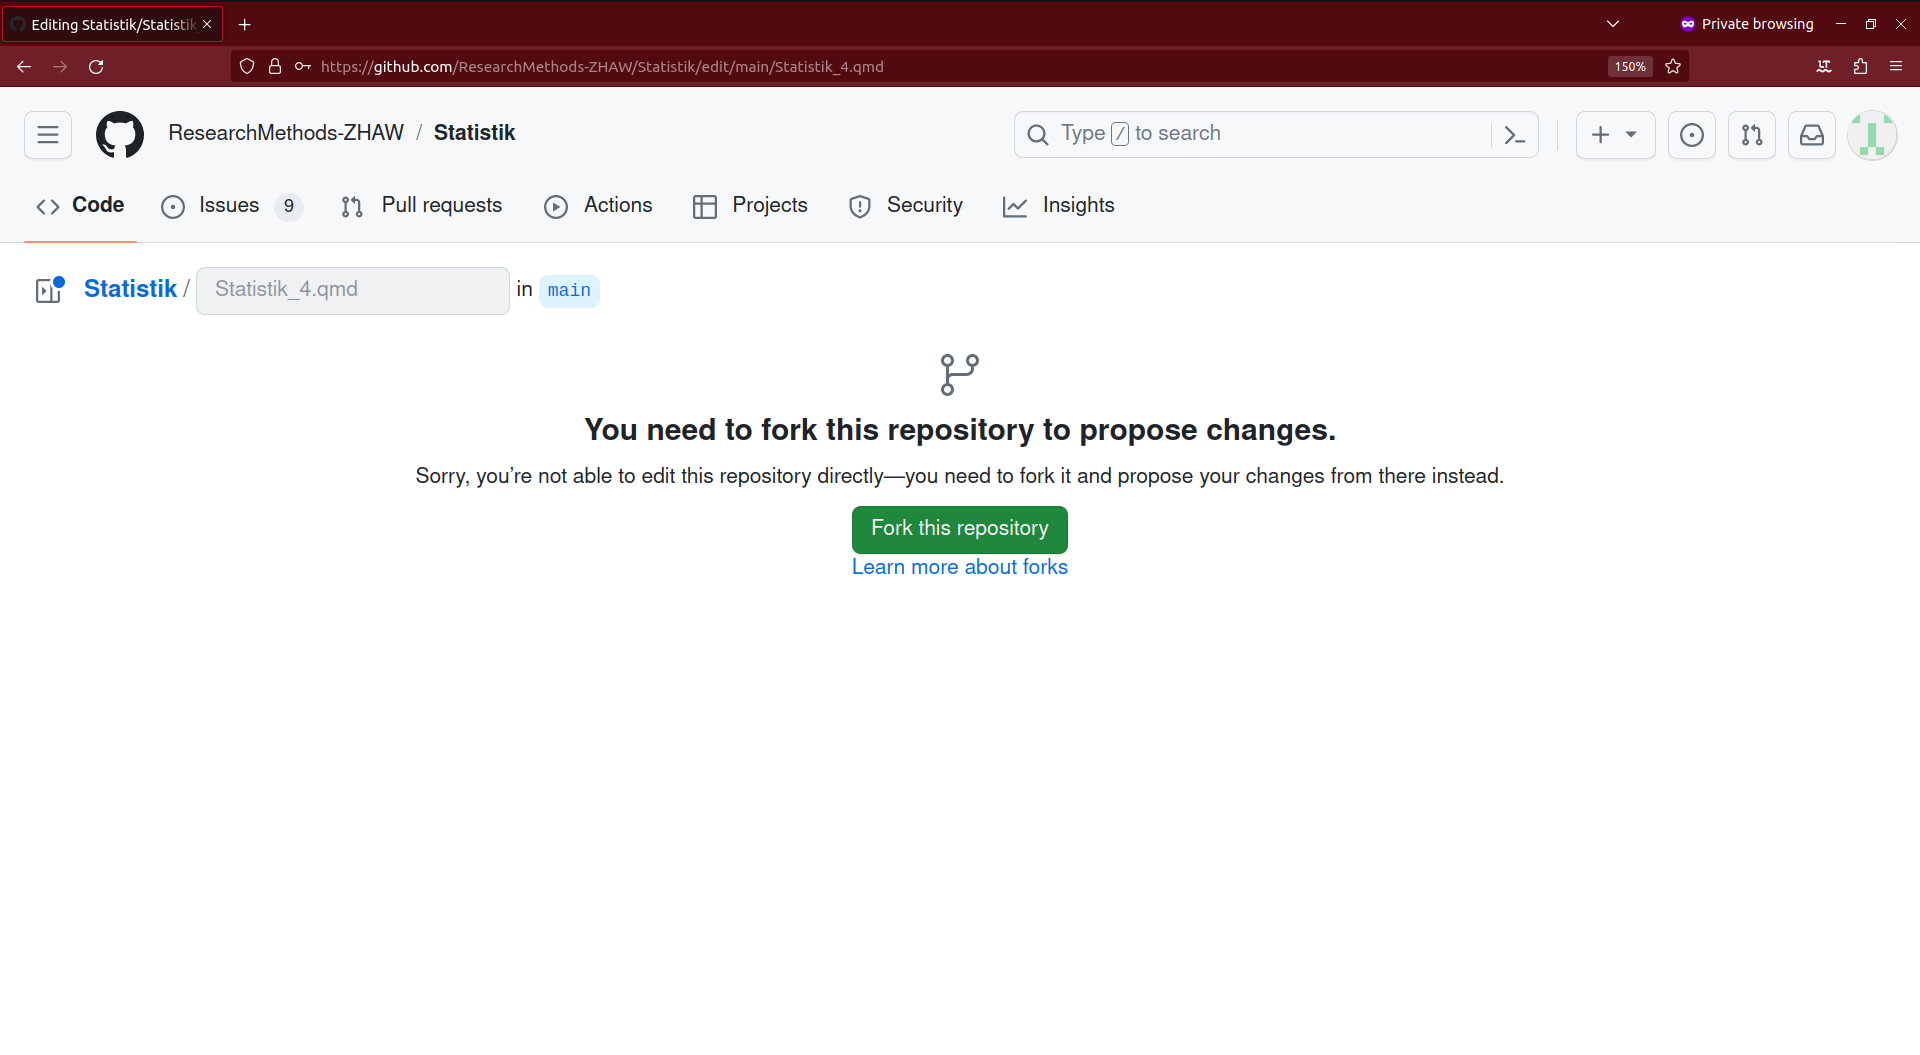 Editing Statistik/Statistik
Private browsing
https://github.com/ResearchMethods-ZHAW/Statistik/edit/main/Statistik_4.qmd
150%
ResearchMethods-ZHAW / Statistik
Type / to search
Code
Issues 9
Pull requests
Actions
Projects
Security
Insights
Statistik / Statistik_4.qmd in main
You need to fork this repository to propose changes.
Sorry, you’re not able to edit this repository directly—you need to fork it and propose your changes from there instead.
Fork this repository
Learn more about forks